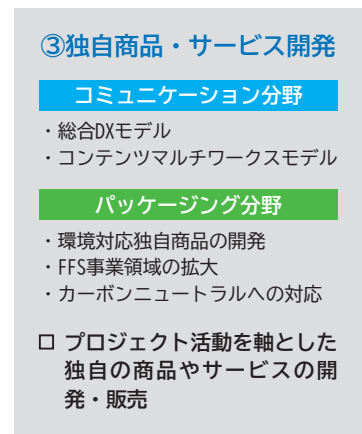 ③独自商品・サービス開発
コミュニケーション分野
・総合DXモデル
・コンテンツマルチワークスモデル
パッケージング分野
・環境対応独自商品の開発
・FFS事業領域の拡大
・カーボンニュートラルへの対応
□ プロジェクト活動を軸とした
独自の商品やサービスの開
発・販売